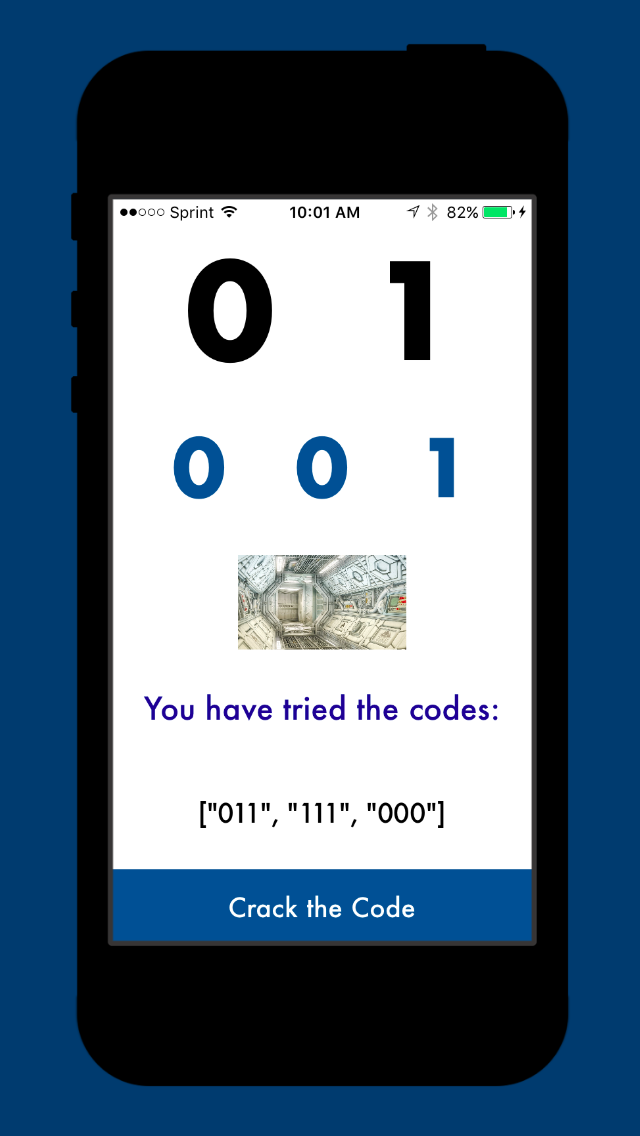 Sprint 10:01 AM 82%
0 1
0 0 1
You have tried the codes:
["011", "111", "000"]
Crack the Code